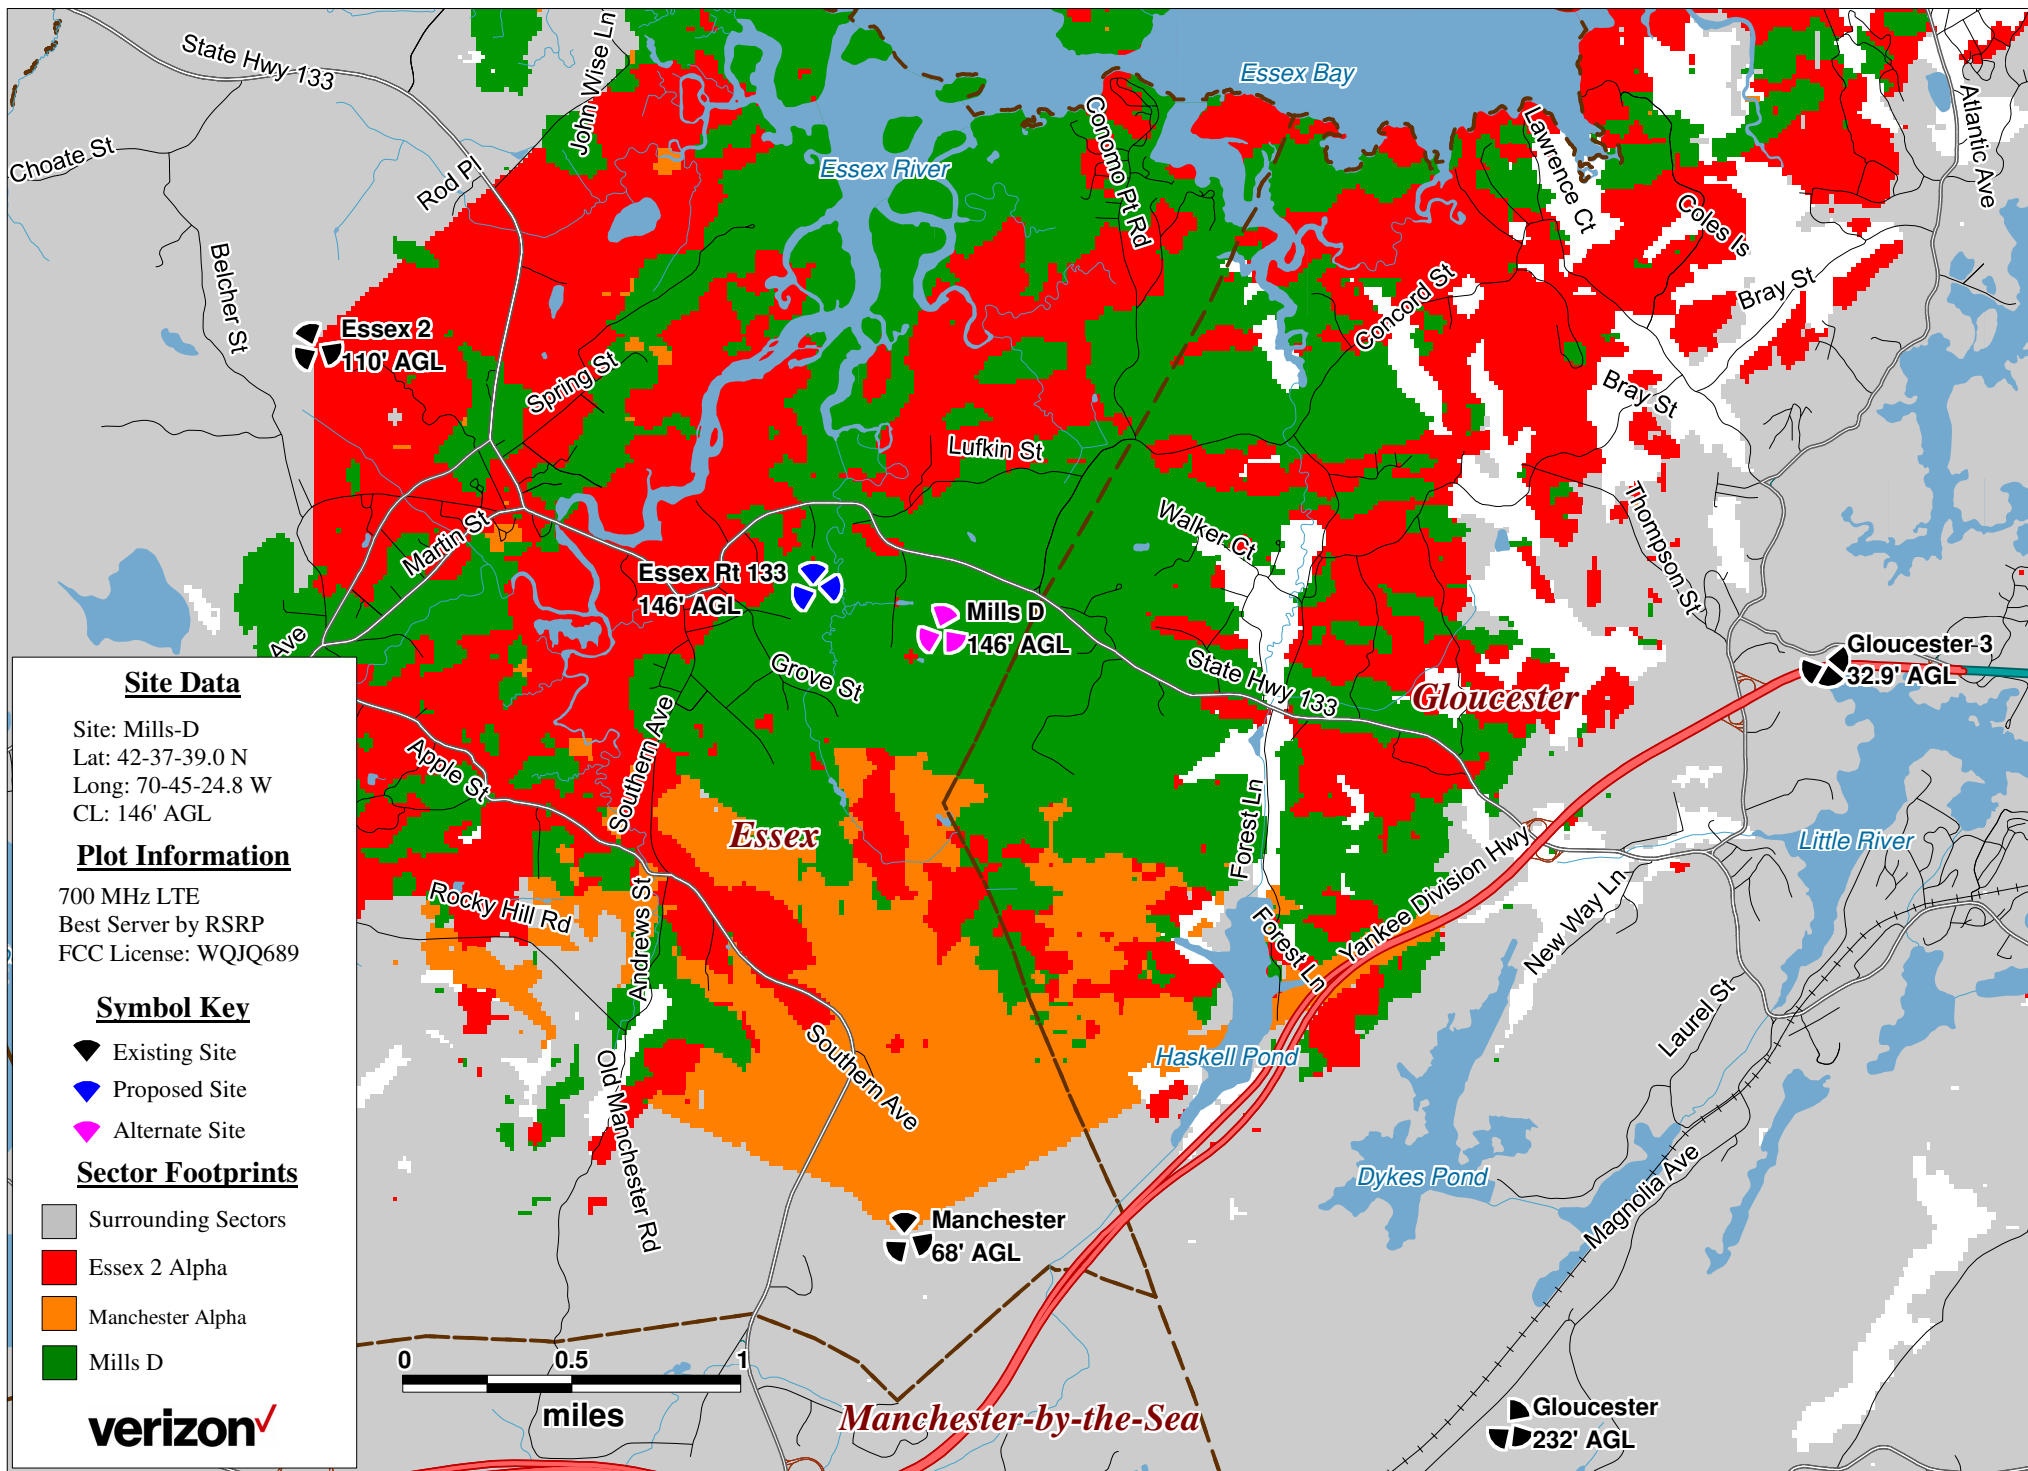 State Hwy 133
John Wise Ln
Essex Bay
Atlantic Ave
Choate St
Rod Pl
Essex River
Conomo Pt Rd
Lawrence Ct
Coles Is
Belcher St
Bray St
Concord St
Essex 2
110' AGL
Spring St
Bray St
Lufkin St
Martin St
Walker Ct
Thompson St
Essex Rt 133
146' AGL
Mills D
146' AGL
Ave
Grove St
State Hwy 133
Gloucester
Gloucester-3
32.9' AGL
Apple St
Southern Ave
Essex
Forest Ln
Little River
Rocky Hill Rd
Andrews St
Forest Ln
Yankee Division Hwy
New Way Ln
Laurel St
Southern Ave
Old Manchester Rd
Haskell Pond
Dykes Pond
Magnolia Ave
Manchester
68' AGL
Manchester-by-the-Sea
Gloucester
232' AGL
Site Data
Site: Mills-D
Lat: 42-37-39.0 N
Long: 70-45-24.8 W
CL: 146' AGL
Plot Information
700 MHz LTE
Best Server by RSRP
FCC License: WQJQ689
Symbol Key
Existing Site
Proposed Site
Alternate Site
Sector Footprints
Surrounding Sectors
Essex 2 Alpha
Manchester Alpha
Mills D
verizon
0 0.5 1
miles